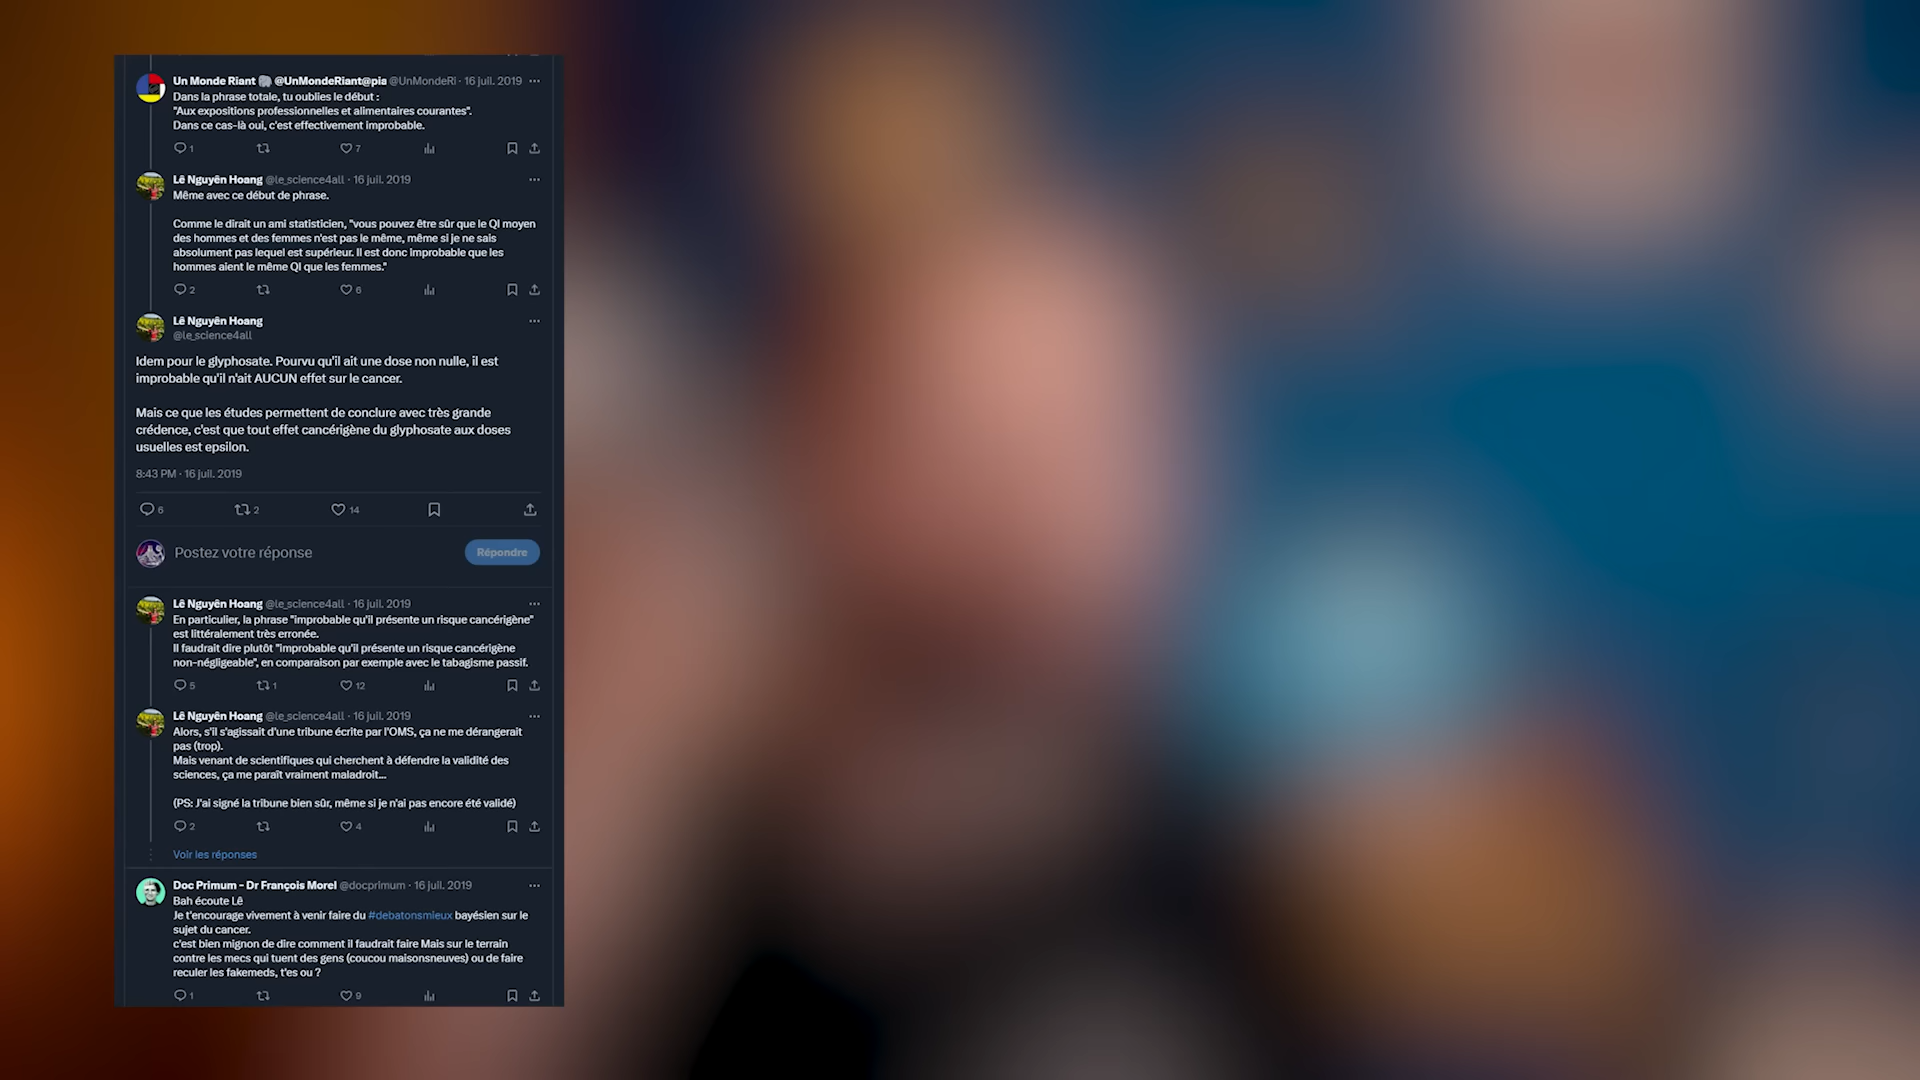 Un Monde Riant @UnMondeRiant@pia @UnMondeRi · 16 juil. 2019
Dans la phrase totale, tu oublies le début :
"Aux expositions professionnelles et alimentaires courantes".
Dans ce cas-là oui, c'est effectivement improbable.
1 7
Lê Nguyên Hoang @le_science4all · 16 juil. 2019
Même avec ce début de phrase.
Comme le dirait un ami statisticien, "vous pouvez être sûr que le QI moyen
des hommes et des femmes n'est pas le même, même si je ne sais
absolument pas lequel est supérieur. Il est donc improbable que les
hommes aient le même QI que les femmes."
2 6
Lê Nguyên Hoang
@le_science4all
Idem pour le glyphosate. Pourvu qu'il ait une dose non nulle, il est
improbable qu'il n'ait AUCUN effet sur le cancer.
Mais ce que les études permettent de conclure avec très grande
crédence, c'est que tout effet cancérigène du glyphosate aux doses
usuelles est epsilon.
8:43 PM · 16 juil. 2019
6 2 14
Postez votre réponse
Répondre
Lê Nguyên Hoang @le_science4all · 16 juil. 2019
En particulier, la phrase "improbable qu'il présente un risque cancérigène"
est littéralement très erronée.
Il faudrait dire plutôt "improbable qu'il présente un risque cancérigène
non-négligeable", en comparaison par exemple avec le tabagisme passif.
5 1 12
Lê Nguyên Hoang @le_science4all · 16 juil. 2019
Alors, s'il s'agissait d'une tribune écrite par l'OMS, ça ne me dérangerait
pas (trop).
Mais venant de scientifiques qui cherchent à défendre la validité des
sciences, ça me paraît vraiment maladroit...
(PS: J'ai signé la tribune bien sûr, même si je n'ai pas encore été validé)
2 4
Voir les réponses
Doc Primum - Dr François Morel @docprimum · 16 juil. 2019
Bah écoute Lê
Je t'encourage vivement à venir faire du #debatonsmieux bayésien sur le
sujet du cancer.
c'est bien mignon de dire comment il faudrait faire Mais sur le terrain
contre les mecs qui tuent des gens (coucou maisonsneuves) ou de faire
reculer les fakemeds, t'es ou ?
1 9